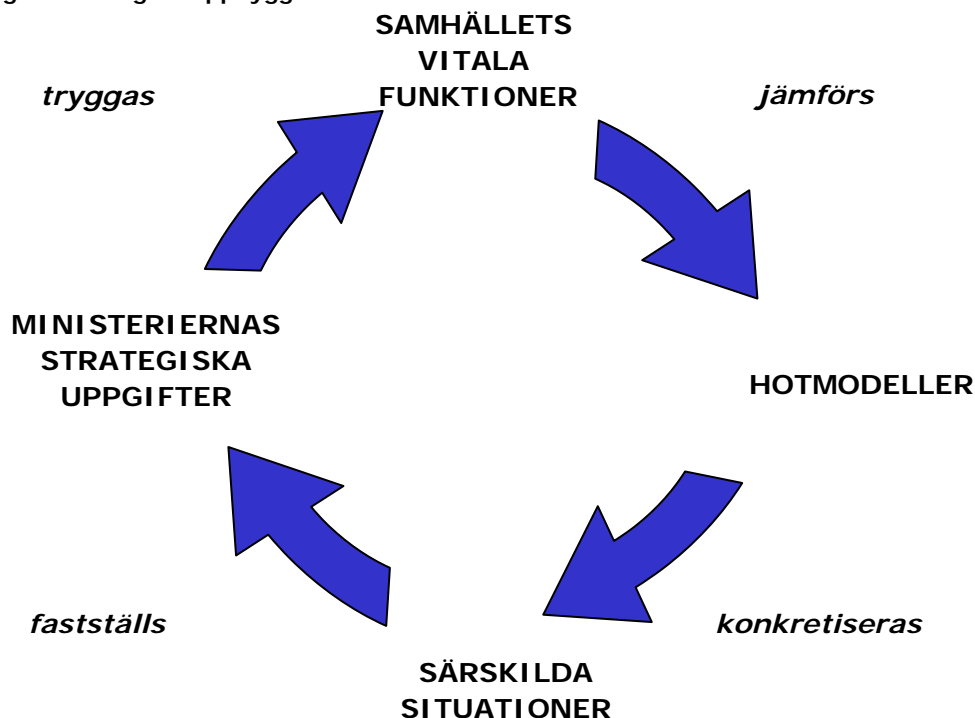 SAMHÄLLETS
VITALA
FUNKTIONER
tryggas
jämförs
MINISTERIERNAS
STRATEGISKA
UPPGIFTER
HOTMODELLER
fastställs
konkretiseras
SÄRSKILDA
SITUATIONER